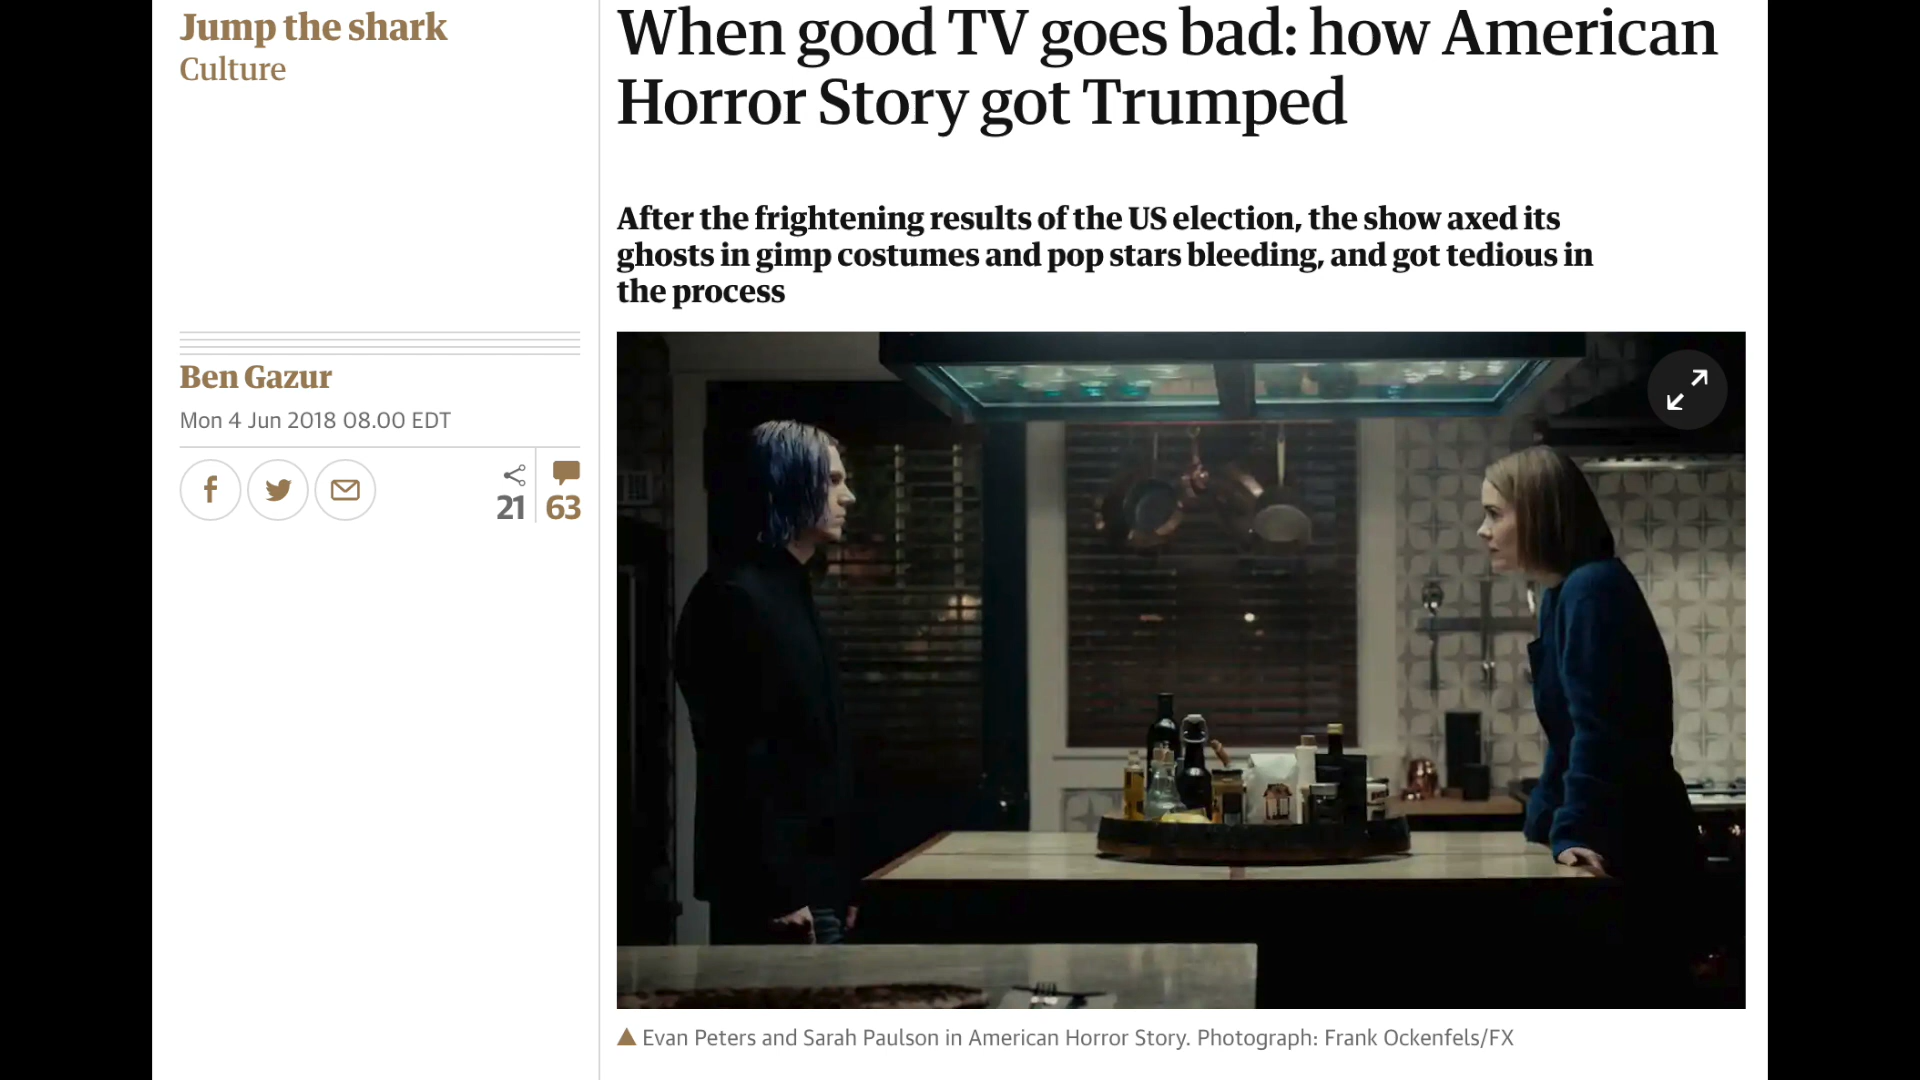 Jump the shark
Culture
When good TV goes bad: how American
Horror Story got Trumped
After the frightening results of the US election, the show axed its
ghosts in gimp costumes and pop stars bleeding, and got tedious in
the process
Ben Gazur
Mon 4 Jun 2018 08.00 EDT
21
63
Evan Peters and Sarah Paulson in American Horror Story. Photograph: Frank Ockenfels/FX